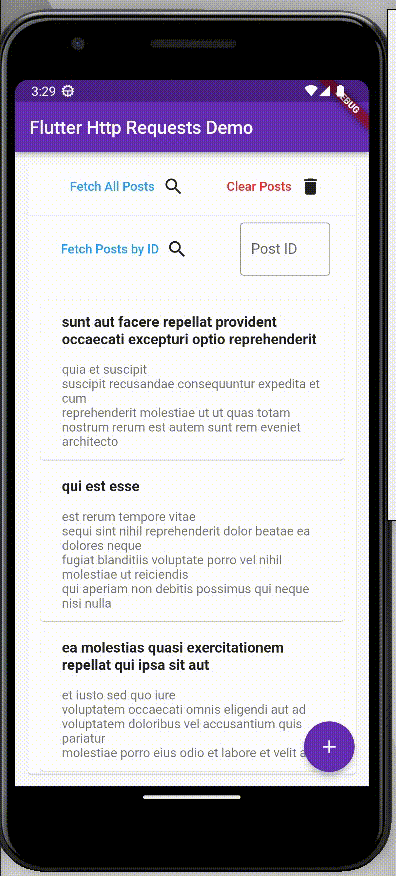 3:29
EBUG
Flutter Http Requests Demo
Fetch All Posts
Clear Posts
Fetch Posts by ID
Post ID
sunt aut facere repellat provident
occaecati excepturi optio reprehenderit
quia et suscipit
suscipit recusandae consequuntur expedita et
cum
reprehenderit molestiae ut ut quas totam
nostrum rerum est autem sunt rem eveniet
architecto
qui est esse
est rerum tempore vitae
sequi sint nihil reprehenderit dolor beatae ea
dolores neque
fugiat blanditiis voluptate porro vel nihil
molestiae ut reiciendis
qui aperiam non debitis possimus qui neque
nisi nulla
ea molestias quasi exercitationem
repellat qui ipsa sit aut
et iusto sed quo iure
voluptatem occaecati omnis eligendi aut ad
voluptatem doloribus vel accusantium quis
pariatur
molestiae porro eius odio et labore et velit a